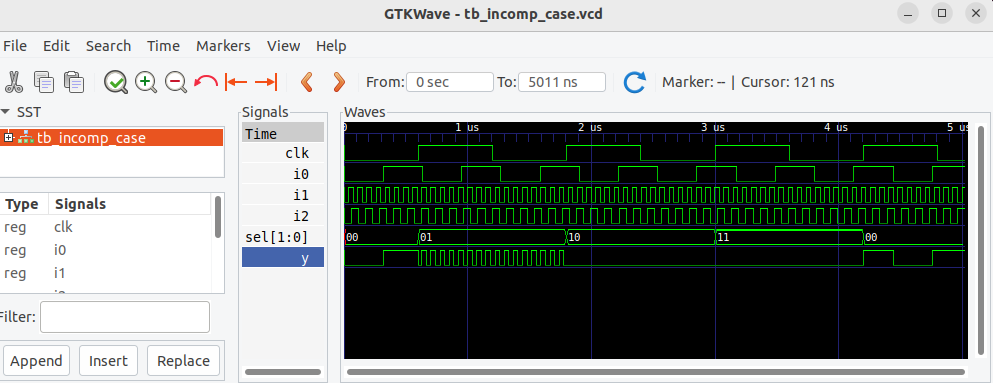 GTKWave - tb_incomp_case.vcd
File Edit Search Time Markers View Help
From: 0 sec To: 5011 ns Marker: -- | Cursor: 121 ns
SST
tb_incomp_case
Type Signals
reg clk
reg i0
reg i1
Filter:
Append Insert Replace
Signals
Time
clk
i0
i1
i2
sel[1:0]
y
Waves
0 1 us 2 us 3 us 4 us 5 us
00 01 10 11 00